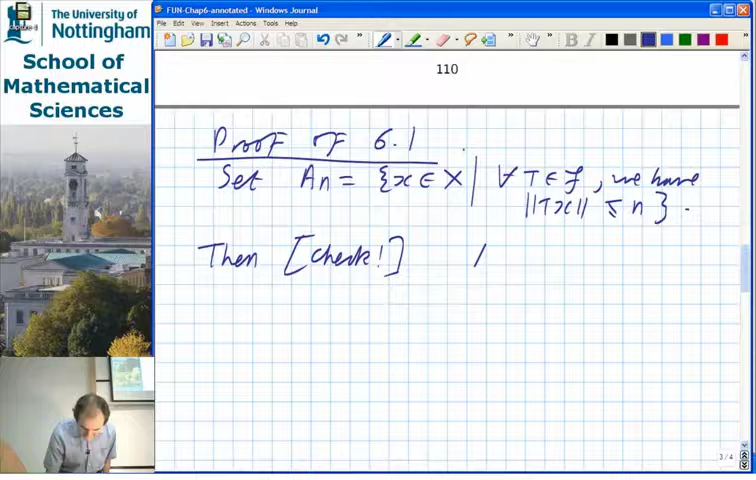 The University of
Nottingham
School of
Mathematical
Sciences
FUN-Chap6-annotated - Windows Journal
File Edit View Insert Actions Tools Help
B I
110
Proof of 6.1
Set An = {x ∈ X | ∀ T ∈ F, we have
||Tx|| ≤ n}.
Then [check!]
3 / 4